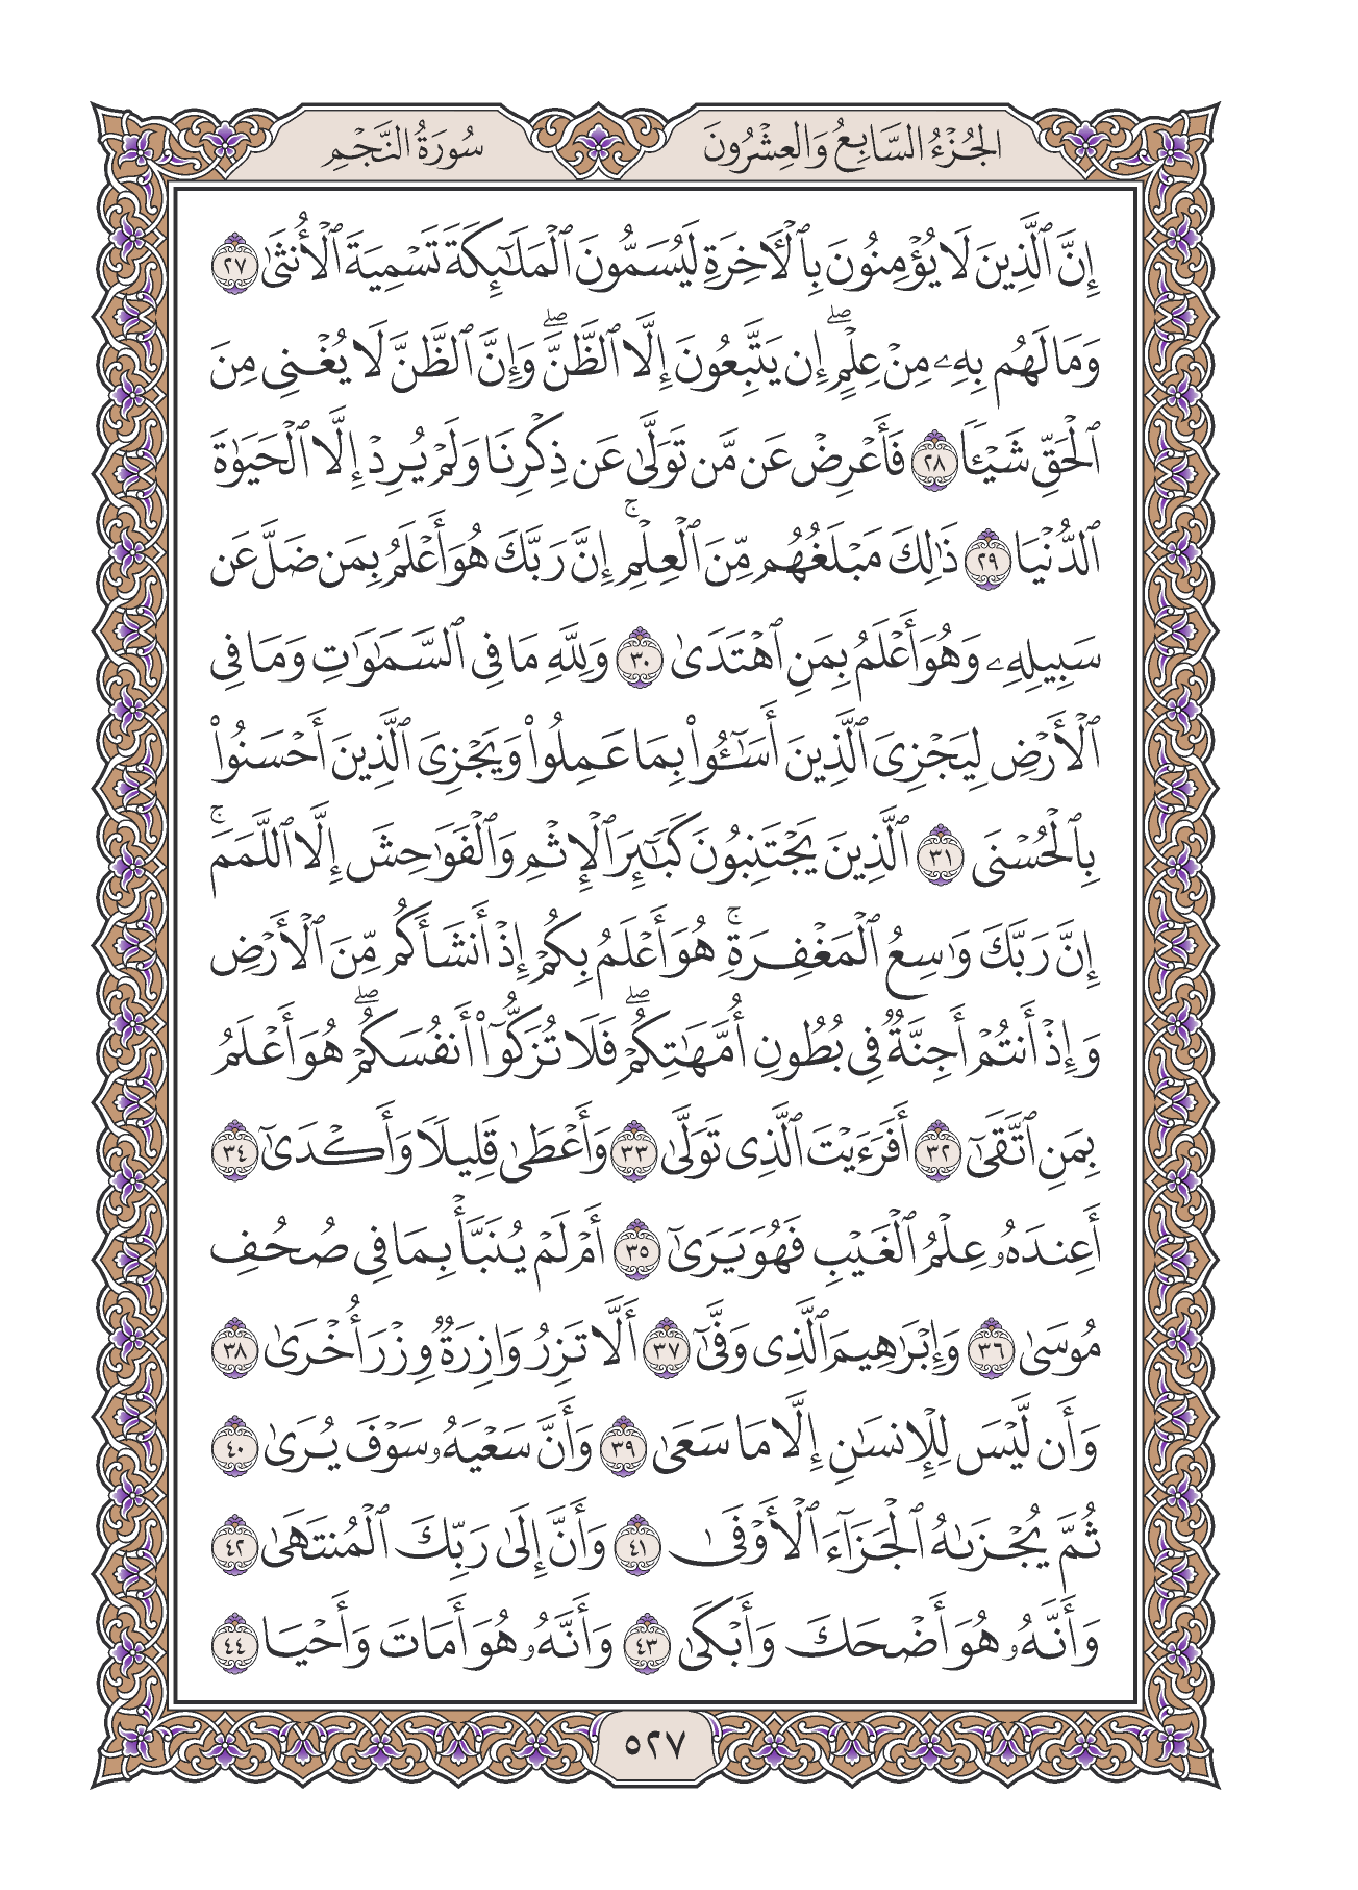 الجُزْءُ السَّابِعُ وَالعِشْرُونَ
سُورَةُ النَّجْمِ
إِنَّ ٱلَّذِينَ لَا يُؤْمِنُونَ بِٱلْأَخِرَةِ لَيُسَمُّونَ ٱلْمَلَٰٓئِكَةَ تَسْمِيَةَ ٱلْأُنثَىٰ ٢٧
وَمَا لَهُم بِهِۦ مِنْ عِلْمٍۖ إِن يَتَّبِعُونَ إِلَّا ٱلظَّنَّۖ وَإِنَّ ٱلظَّنَّ لَا يُغْنِى مِنَ
ٱلْحَقِّ شَيْـًٔا ٢٨ فَأَعْرِضْ عَن مَّن تَوَلَّىٰ عَن ذِكْرِنَا وَلَمْ يُرِدْ إِلَّا ٱلْحَيَوٰةَ
ٱلدُّنْيَا ٢٩ ذَٰلِكَ مَبْلَغُهُم مِّنَ ٱلْعِلْمِۚ إِنَّ رَبَّكَ هُوَ أَعْلَمُ بِمَن ضَلَّ عَن
سَبِيلِهِۦ وَهُوَ أَعْلَمُ بِمَنِ ٱهْتَدَىٰ ٣٠ وَلِلَّهِ مَا فِى ٱلسَّمَٰوَٰتِ وَمَا فِى
ٱلْأَرْضِ لِيَجْزِىَ ٱلَّذِينَ أَسَٰٓـُٔوا۟ بِمَا عَمِلُوا۟ وَيَجْزِىَ ٱلَّذِينَ أَحْسَنُوا۟
بِٱلْحُسْنَى ٣١ ٱلَّذِينَ يَجْتَنِبُونَ كَبَٰٓئِرَ ٱلْإِثْمِ وَٱلْفَوَٰحِشَ إِلَّا ٱللَّمَمَۚ
إِنَّ رَبَّكَ وَٰسِعُ ٱلْمَغْفِرَةِۚ هُوَ أَعْلَمُ بِكُمْ إِذْ أَنشَأَكُم مِّنَ ٱلْأَرْضِ
وَإِذْ أَنتُمْ أَجِنَّةٌ فِى بُطُونِ أُمَّهَٰتِكُمْۖ فَلَا تُزَكُّوٓا۟ أَنفُسَكُمْۖ هُوَ أَعْلَمُ
بِمَنِ ٱتَّقَىٰٓ ٣٢ أَفَرَءَيْتَ ٱلَّذِى تَوَلَّىٰ ٣٣ وَأَعْطَىٰ قَلِيلًا وَأَكْدَىٰٓ ٣٤
أَعِندَهُۥ عِلْمُ ٱلْغَيْبِ فَهُوَ يَرَىٰٓ ٣٥ أَمْ لَمْ يُنَبَّأْ بِمَا فِى صُحُفِ
مُوسَىٰ ٣٦ وَإِبْرَٰهِيمَ ٱلَّذِى وَفَّىٰٓ ٣٧ أَلَّا تَزِرُ وَازِرَةٌ وِزْرَ أُخْرَىٰ ٣٨
وَأَن لَّيْسَ لِلْإِنسَٰنِ إِلَّا مَا سَعَىٰ ٣٩ وَأَنَّ سَعْيَهُۥ سَوْفَ يُرَىٰ ٤٠
ثُمَّ يُجْزَىٰهُ ٱلْجَزَآءَ ٱلْأَوْفَىٰ ٤١ وَأَنَّ إِلَىٰ رَبِّكَ ٱلْمُنتَهَىٰ ٤٢
وَأَنَّهُۥ هُوَ أَضْحَكَ وَأَبْكَىٰ ٤٣ وَأَنَّهُۥ هُوَ أَمَاتَ وَأَحْيَا ٤٤
٥٢٧